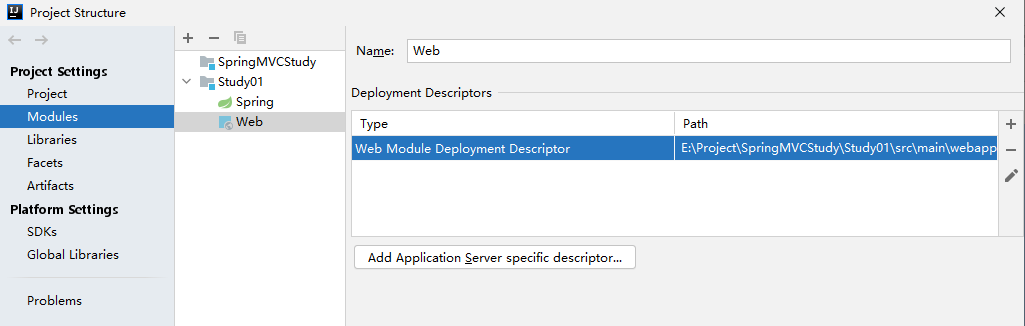 Project Structure
Project Settings
Project
Modules
Libraries
Facets
Artifacts
Platform Settings
SDKs
Global Libraries
Problems
SpringMVCStudy
Study01
Spring
Web
Name: Web
Deployment Descriptors
Type Path
Web Module Deployment Descriptor E:\Project\SpringMVCStudy\Study01\src\main\webapp
Add Application Server specific descriptor...